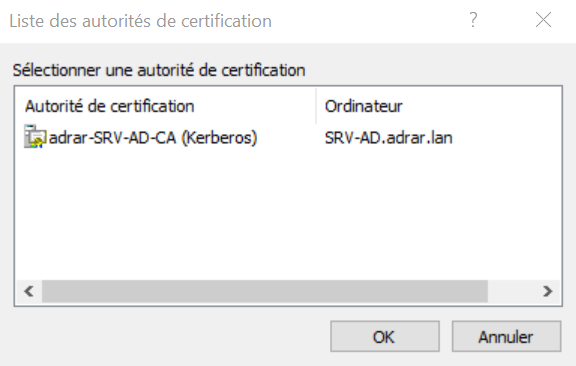 Liste des autorités de certification
Sélectionner une autorité de certification
Autorité de certification Ordinateur
adrar-SRV-AD-CA (Kerberos) SRV-AD.adrar.lan
OK Annuler